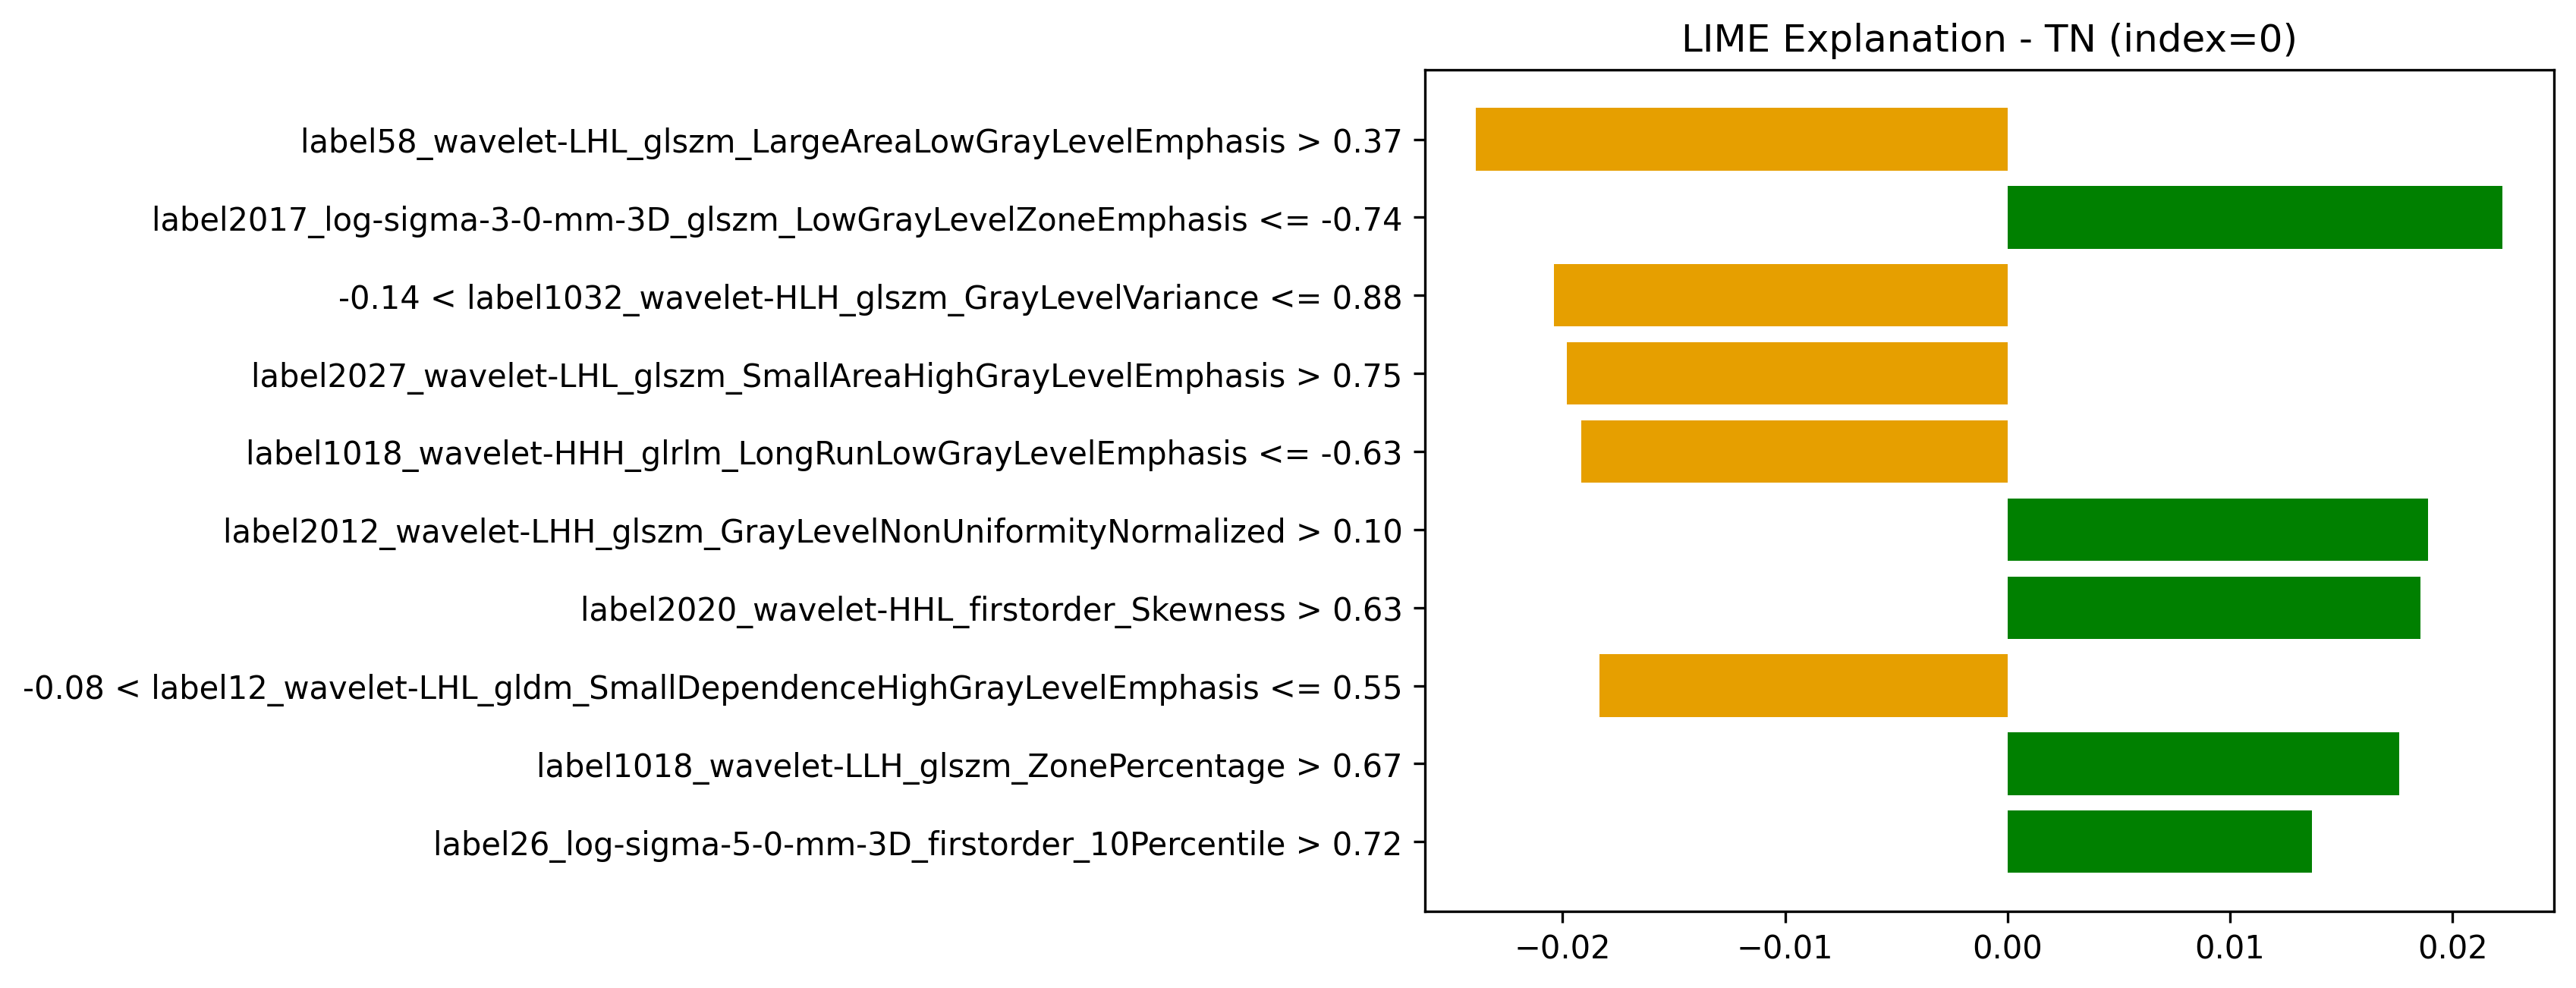 LIME Explanation - TN (index=0)
label58_wavelet-LHL_glszm_LargeAreaLowGrayLevelEmphasis > 0.37
label2017_log-sigma-3-0-mm-3D_glszm_LowGrayLevelZoneEmphasis <= -0.74
-0.14 < label1032_wavelet-HLH_glszm_GrayLevelVariance <= 0.88
label2027_wavelet-LHL_glszm_SmallAreaHighGrayLevelEmphasis > 0.75
label1018_wavelet-HHH_glrlm_LongRunLowGrayLevelEmphasis <= -0.63
label2012_wavelet-LHH_glszm_GrayLevelNonUniformityNormalized > 0.10
label2020_wavelet-HHL_firstorder_Skewness > 0.63
-0.08 < label12_wavelet-LHL_gldm_SmallDependenceHighGrayLevelEmphasis <= 0.55
label1018_wavelet-LLH_glszm_ZonePercentage > 0.67
label26_log-sigma-5-0-mm-3D_firstorder_10Percentile > 0.72
−0.02 −0.01 0.00 0.01 0.02